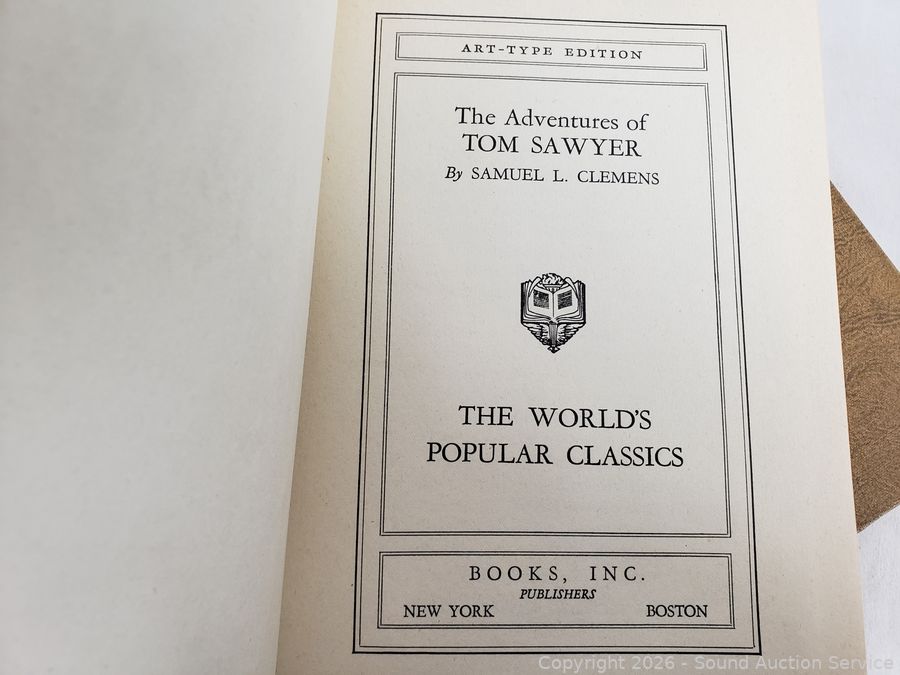 ART-TYPE EDITION
The Adventures of
TOM SAWYER
By SAMUEL L. CLEMENS
THE WORLD'S
POPULAR CLASSICS
BOOKS, INC.
PUBLISHERS
NEW YORK BOSTON
Copyright 2026 - Sound Auction Service